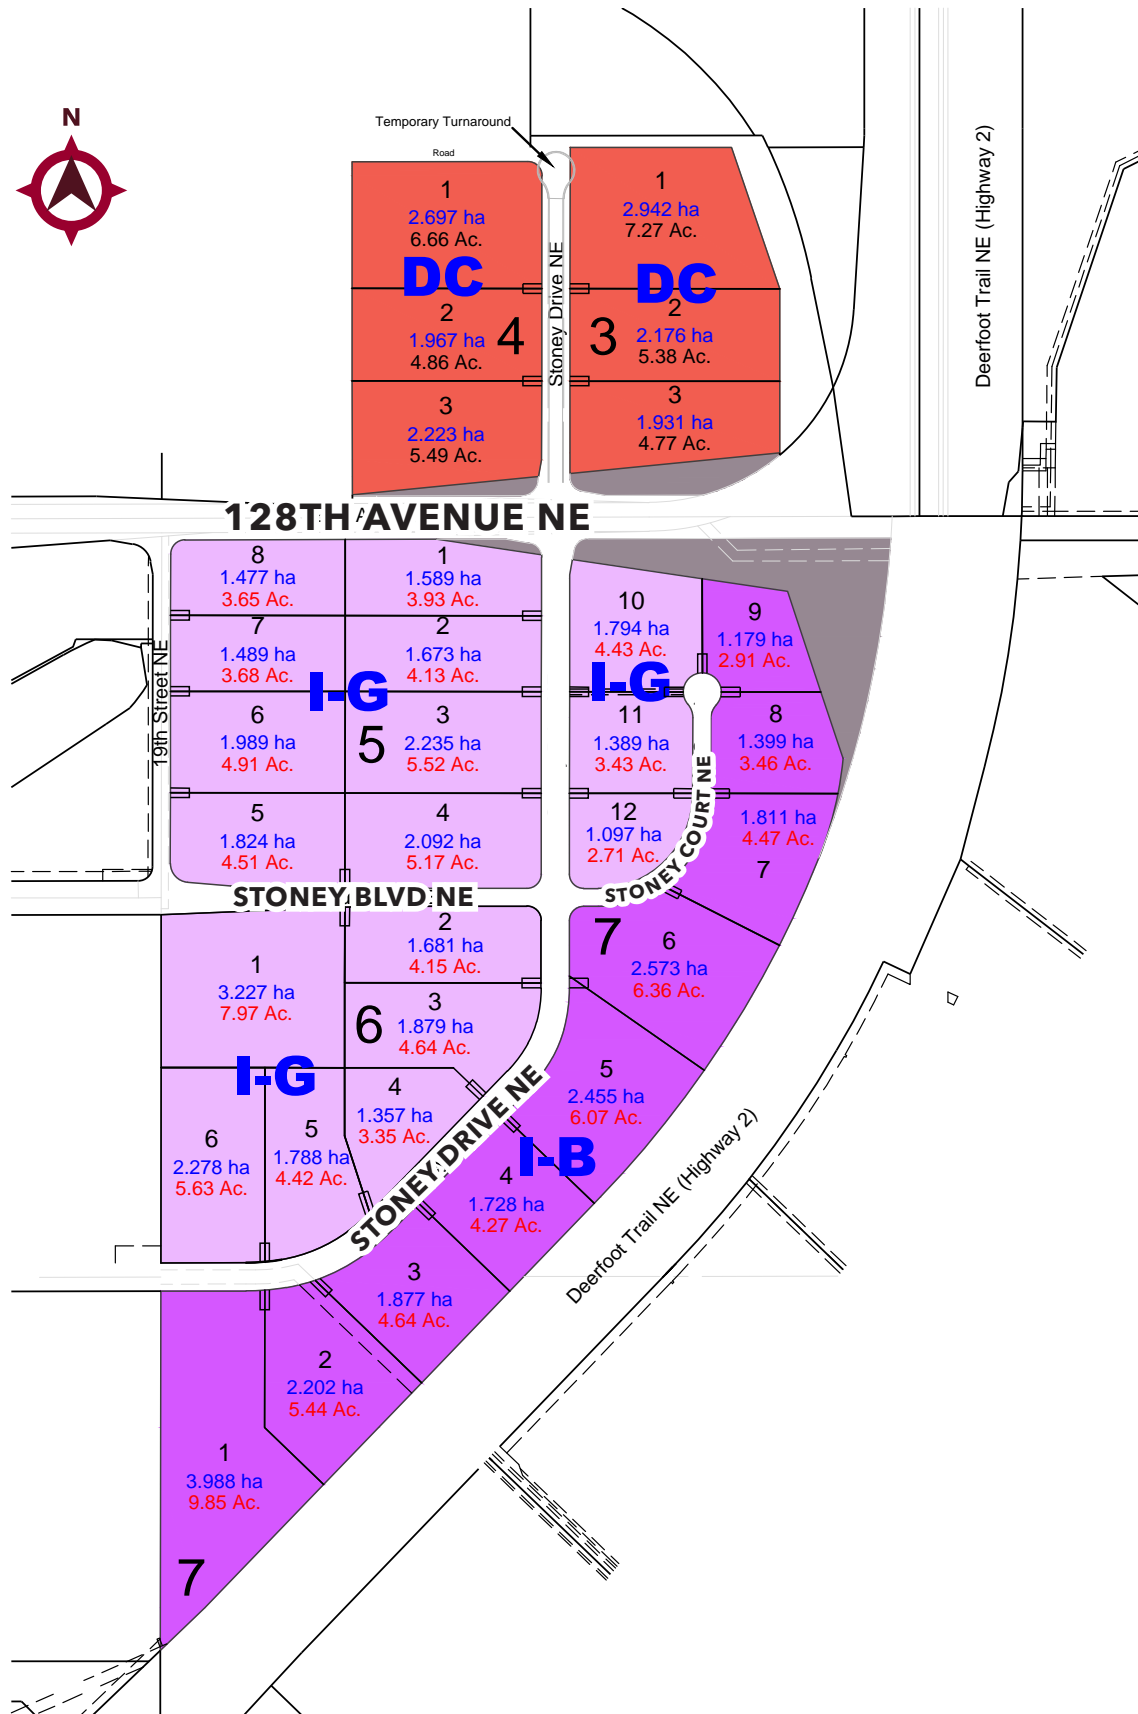 N
Temporary Turnaround
Road
1
2.697 ha
6.66 Ac.
DC
2
1.967 ha
4.86 Ac.
4
3
2.223 ha
5.49 Ac.
Stoney Drive NE
1
2.942 ha
7.27 Ac.
DC
2
2.176 ha
5.38 Ac.
3
3
1.931 ha
4.77 Ac.
Deerfoot Trail NE (Highway 2)
128TH AVENUE NE
19th Street NE
8
1.477 ha
3.65 Ac.
1
1.589 ha
3.93 Ac.
7
1.489 ha
3.68 Ac.
2
1.673 ha
4.13 Ac.
I-G
6
1.989 ha
4.91 Ac.
5
3
2.235 ha
5.52 Ac.
5
1.824 ha
4.51 Ac.
4
2.092 ha
5.17 Ac.
10
1.794 ha
4.43 Ac.
I-G
9
1.179 ha
2.91 Ac.
11
1.389 ha
3.43 Ac.
8
1.399 ha
3.46 Ac.
12
1.097 ha
2.71 Ac.
STONEY COURT NE
1.811 ha
4.47 Ac.
7
STONEY BLVD NE
1
3.227 ha
7.97 Ac.
2
1.681 ha
4.15 Ac.
6
3
1.879 ha
4.64 Ac.
7
6
2.573 ha
6.36 Ac.
I-G
4
1.357 ha
3.35 Ac.
5
1.788 ha
4.42 Ac.
6
2.278 ha
5.63 Ac.
STONEY DRIVE NE
5
2.455 ha
6.07 Ac.
I-B
4
1.728 ha
4.27 Ac.
Deerfoot Trail NE (Highway 2)
3
1.877 ha
4.64 Ac.
2
2.202 ha
5.44 Ac.
1
3.988 ha
9.85 Ac.
7